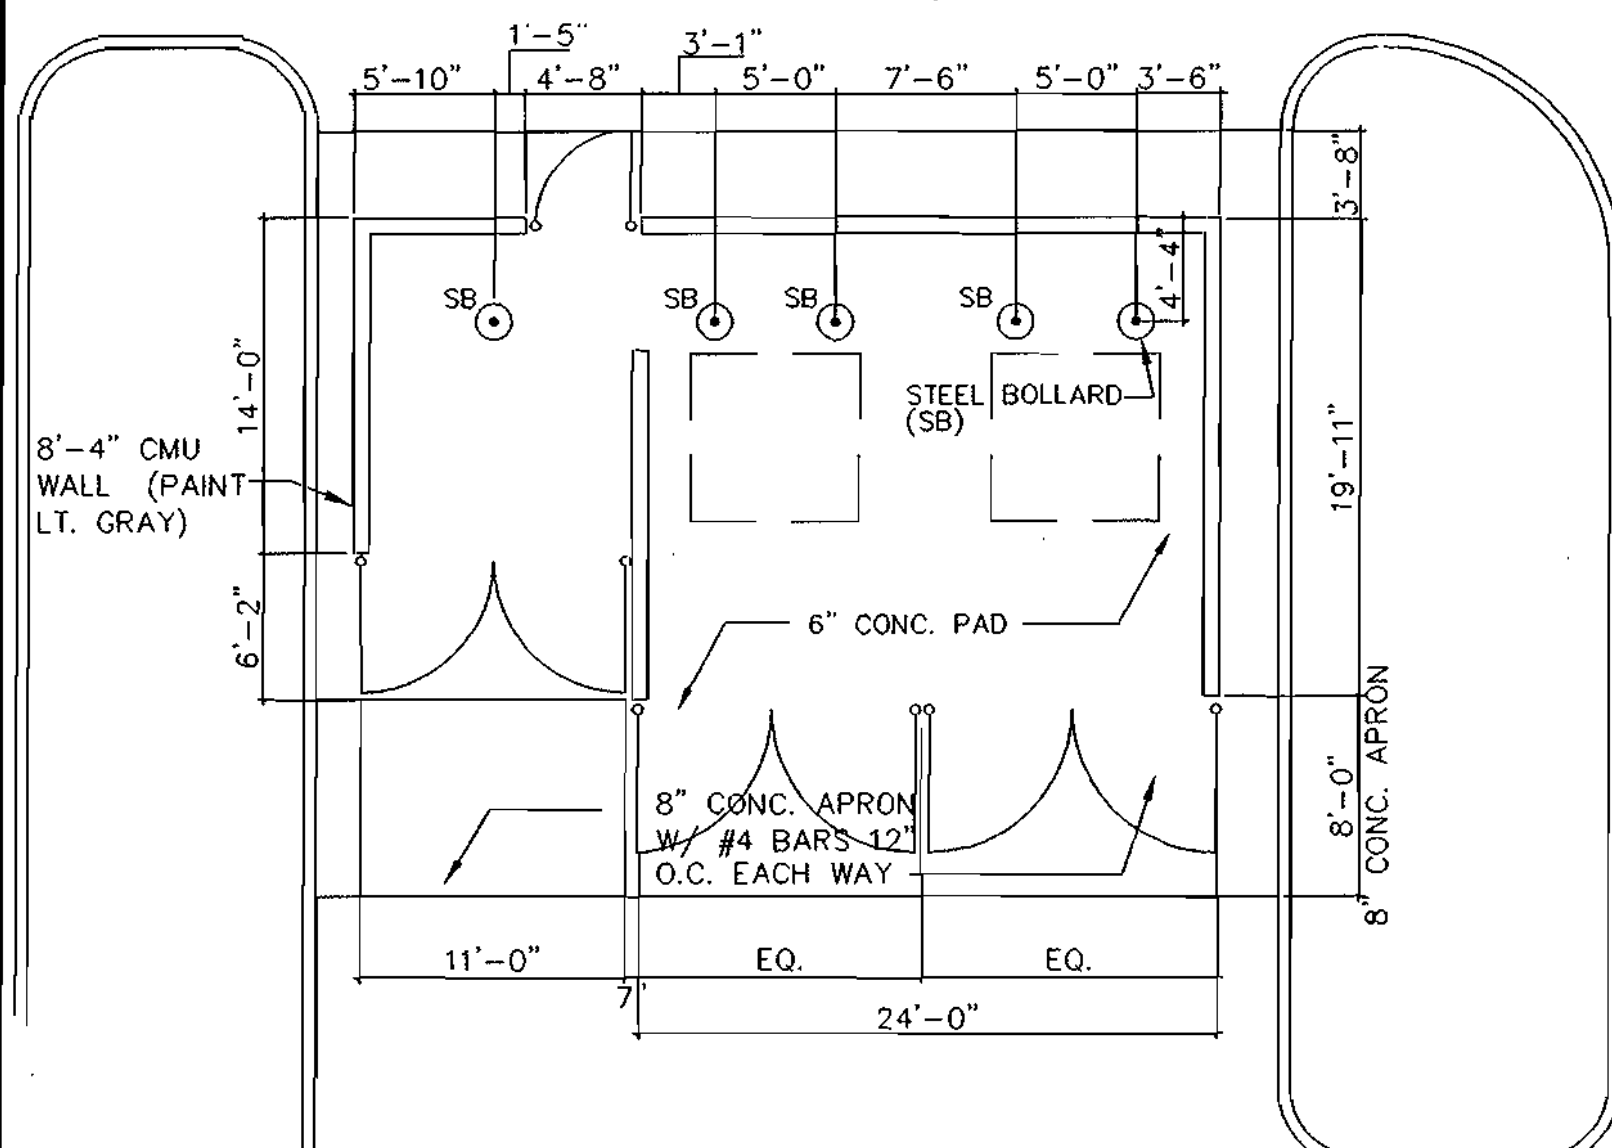 1'-5"
3'-1"
5'-10"
4'-8"
5'-0"
7'-6"
5'-0"
3'-6"
3'-8"
4'-4"
SB
SB
SB
SB
STEEL BOLLARD
(SB)
14'-0"
8'-4" CMU
WALL (PAINT
LT. GRAY)
19'-11"
6'-2"
6" CONC. PAD
8" CONC. APRON
W/ #4 BARS 12"
O.C. EACH WAY
8'-0"
8" CONC. APRON
11'-0"
EQ.
EQ.
7'
24'-0"